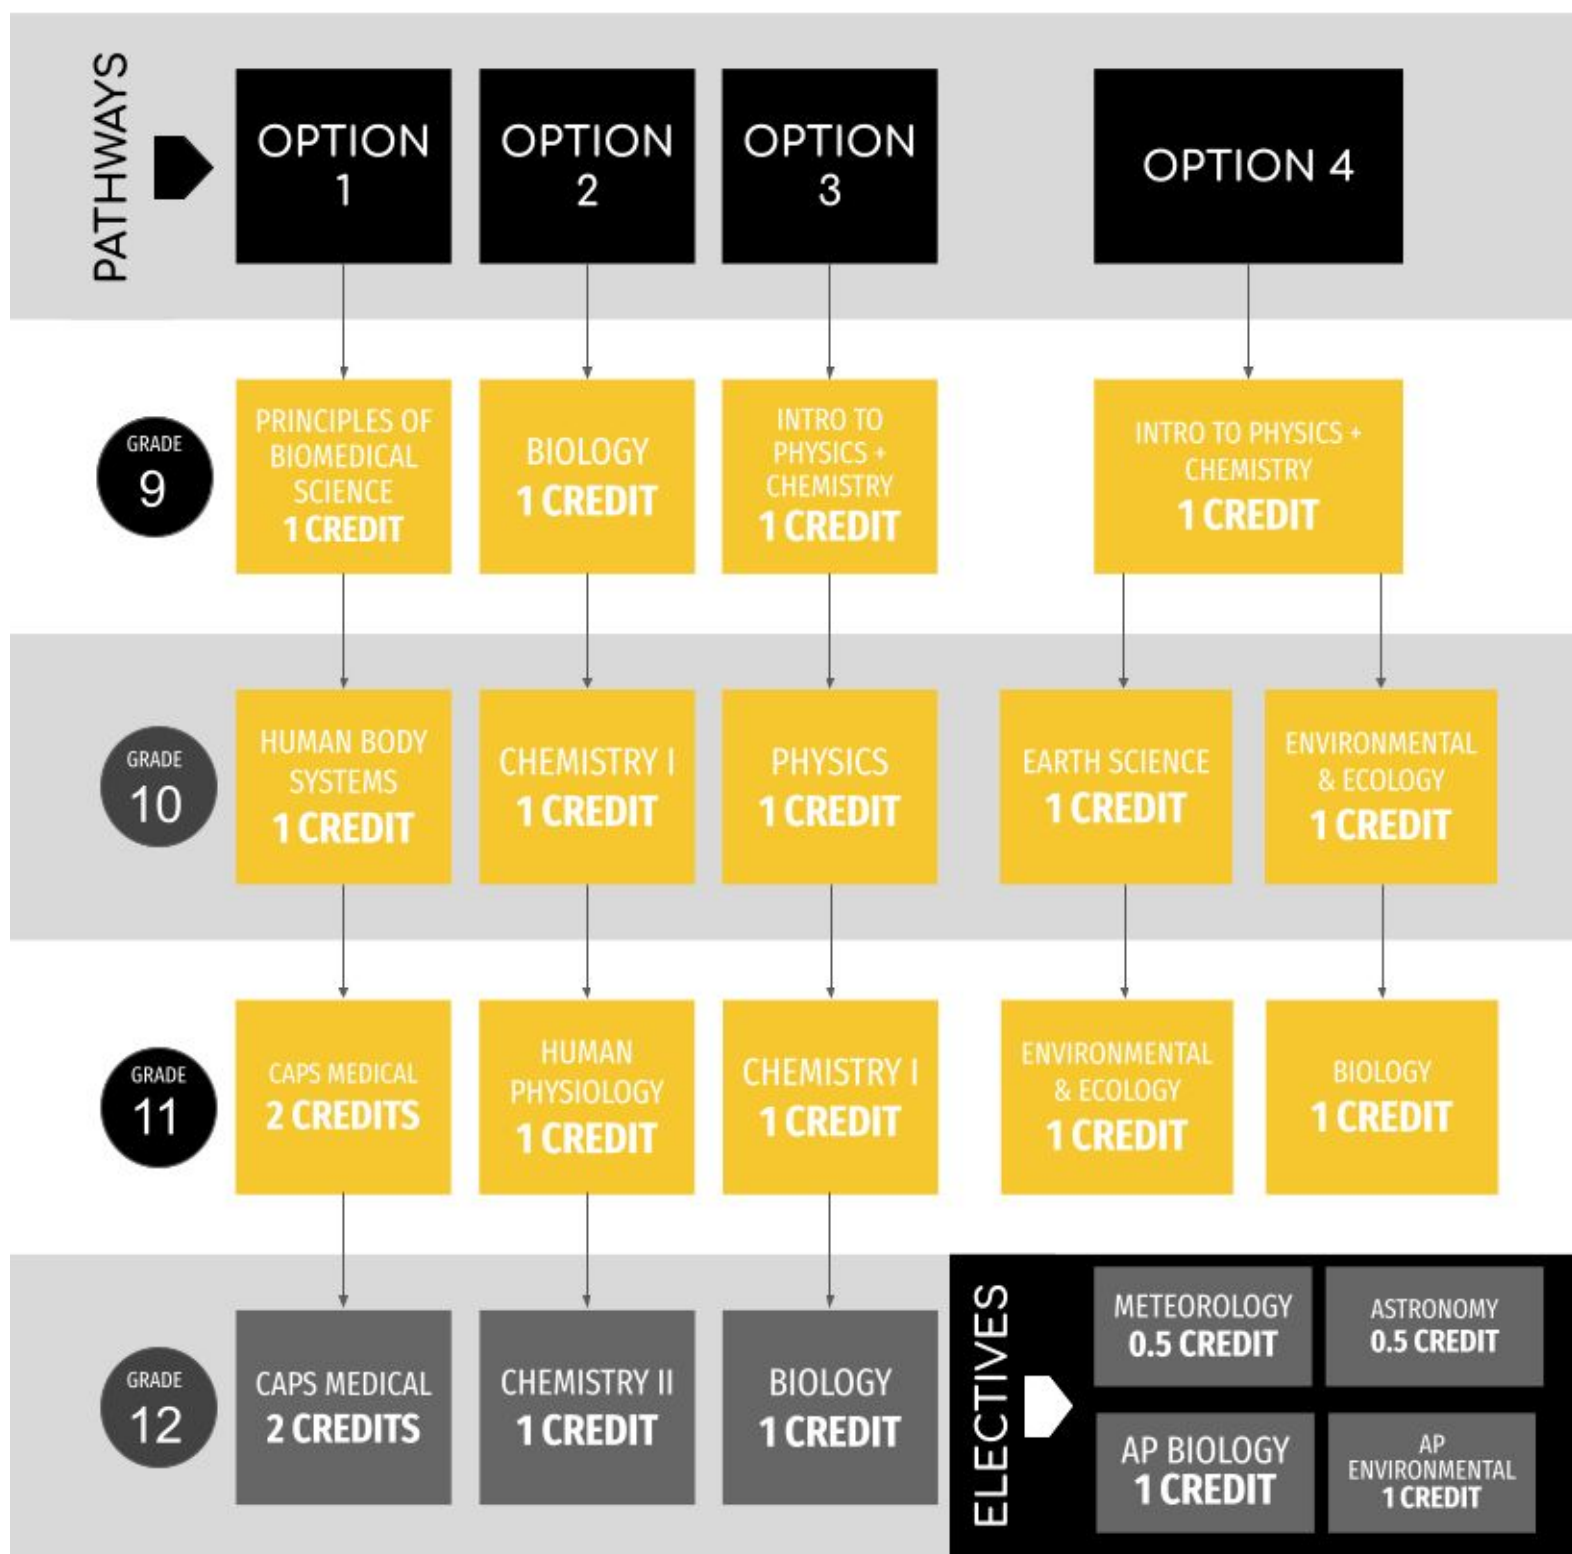 PATHWAYS
OPTION
1
OPTION
2
OPTION
3
OPTION 4
GRADE
9
PRINCIPLES OF
BIOMEDICAL
SCIENCE
1 CREDIT
BIOLOGY
1 CREDIT
INTRO TO
PHYSICS +
CHEMISTRY
1 CREDIT
INTRO TO PHYSICS +
CHEMISTRY
1 CREDIT
GRADE
10
HUMAN BODY
SYSTEMS
1 CREDIT
CHEMISTRY I
1 CREDIT
PHYSICS
1 CREDIT
EARTH SCIENCE
1 CREDIT
ENVIRONMENTAL
& ECOLOGY
1 CREDIT
GRADE
11
CAPS MEDICAL
2 CREDITS
HUMAN
PHYSIOLOGY
1 CREDIT
CHEMISTRY I
1 CREDIT
ENVIRONMENTAL
& ECOLOGY
1 CREDIT
BIOLOGY
1 CREDIT
GRADE
12
CAPS MEDICAL
2 CREDITS
CHEMISTRY II
1 CREDIT
BIOLOGY
1 CREDIT
ELECTIVES
METEOROLOGY
0.5 CREDIT
ASTRONOMY
0.5 CREDIT
AP BIOLOGY
1 CREDIT
AP
ENVIRONMENTAL
1 CREDIT